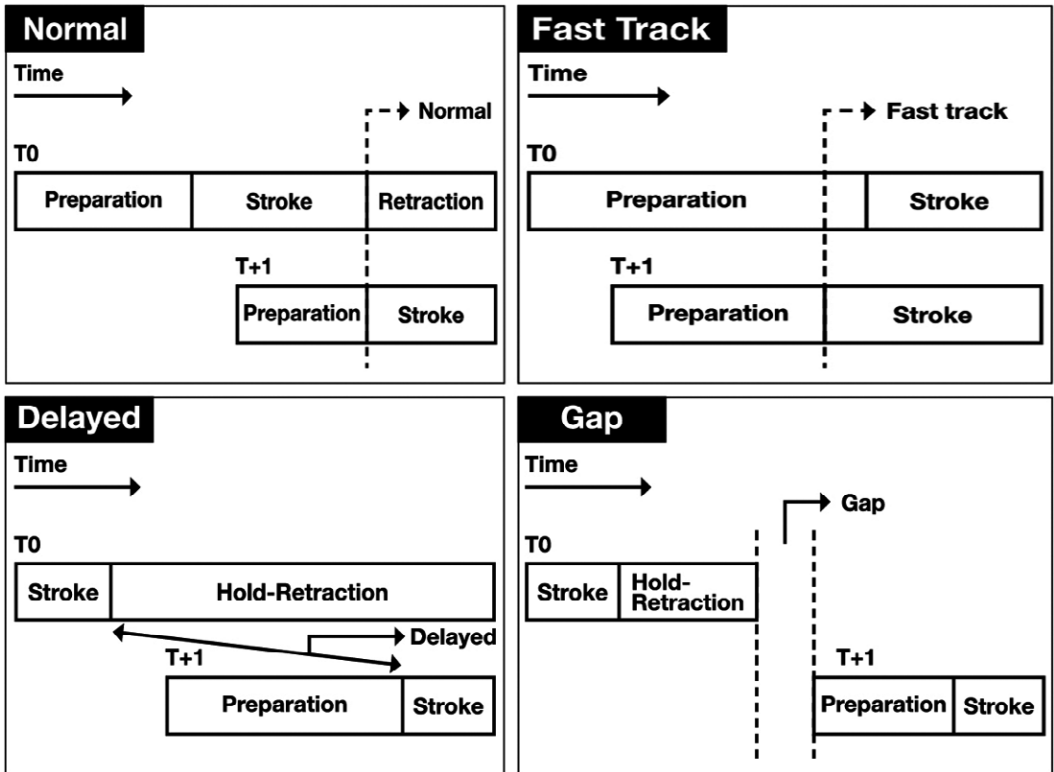 Normal
Time
Normal
T0
Preparation Stroke Retraction
T+1
Preparation Stroke
Fast Track
Time
Fast track
T0
Preparation Stroke
T+1
Preparation Stroke
Delayed
Time
T0
Stroke Hold-Retraction
Delayed
T+1
Preparation Stroke
Gap
Time
Gap
T0
Stroke Hold-
Retraction
T+1
Preparation Stroke